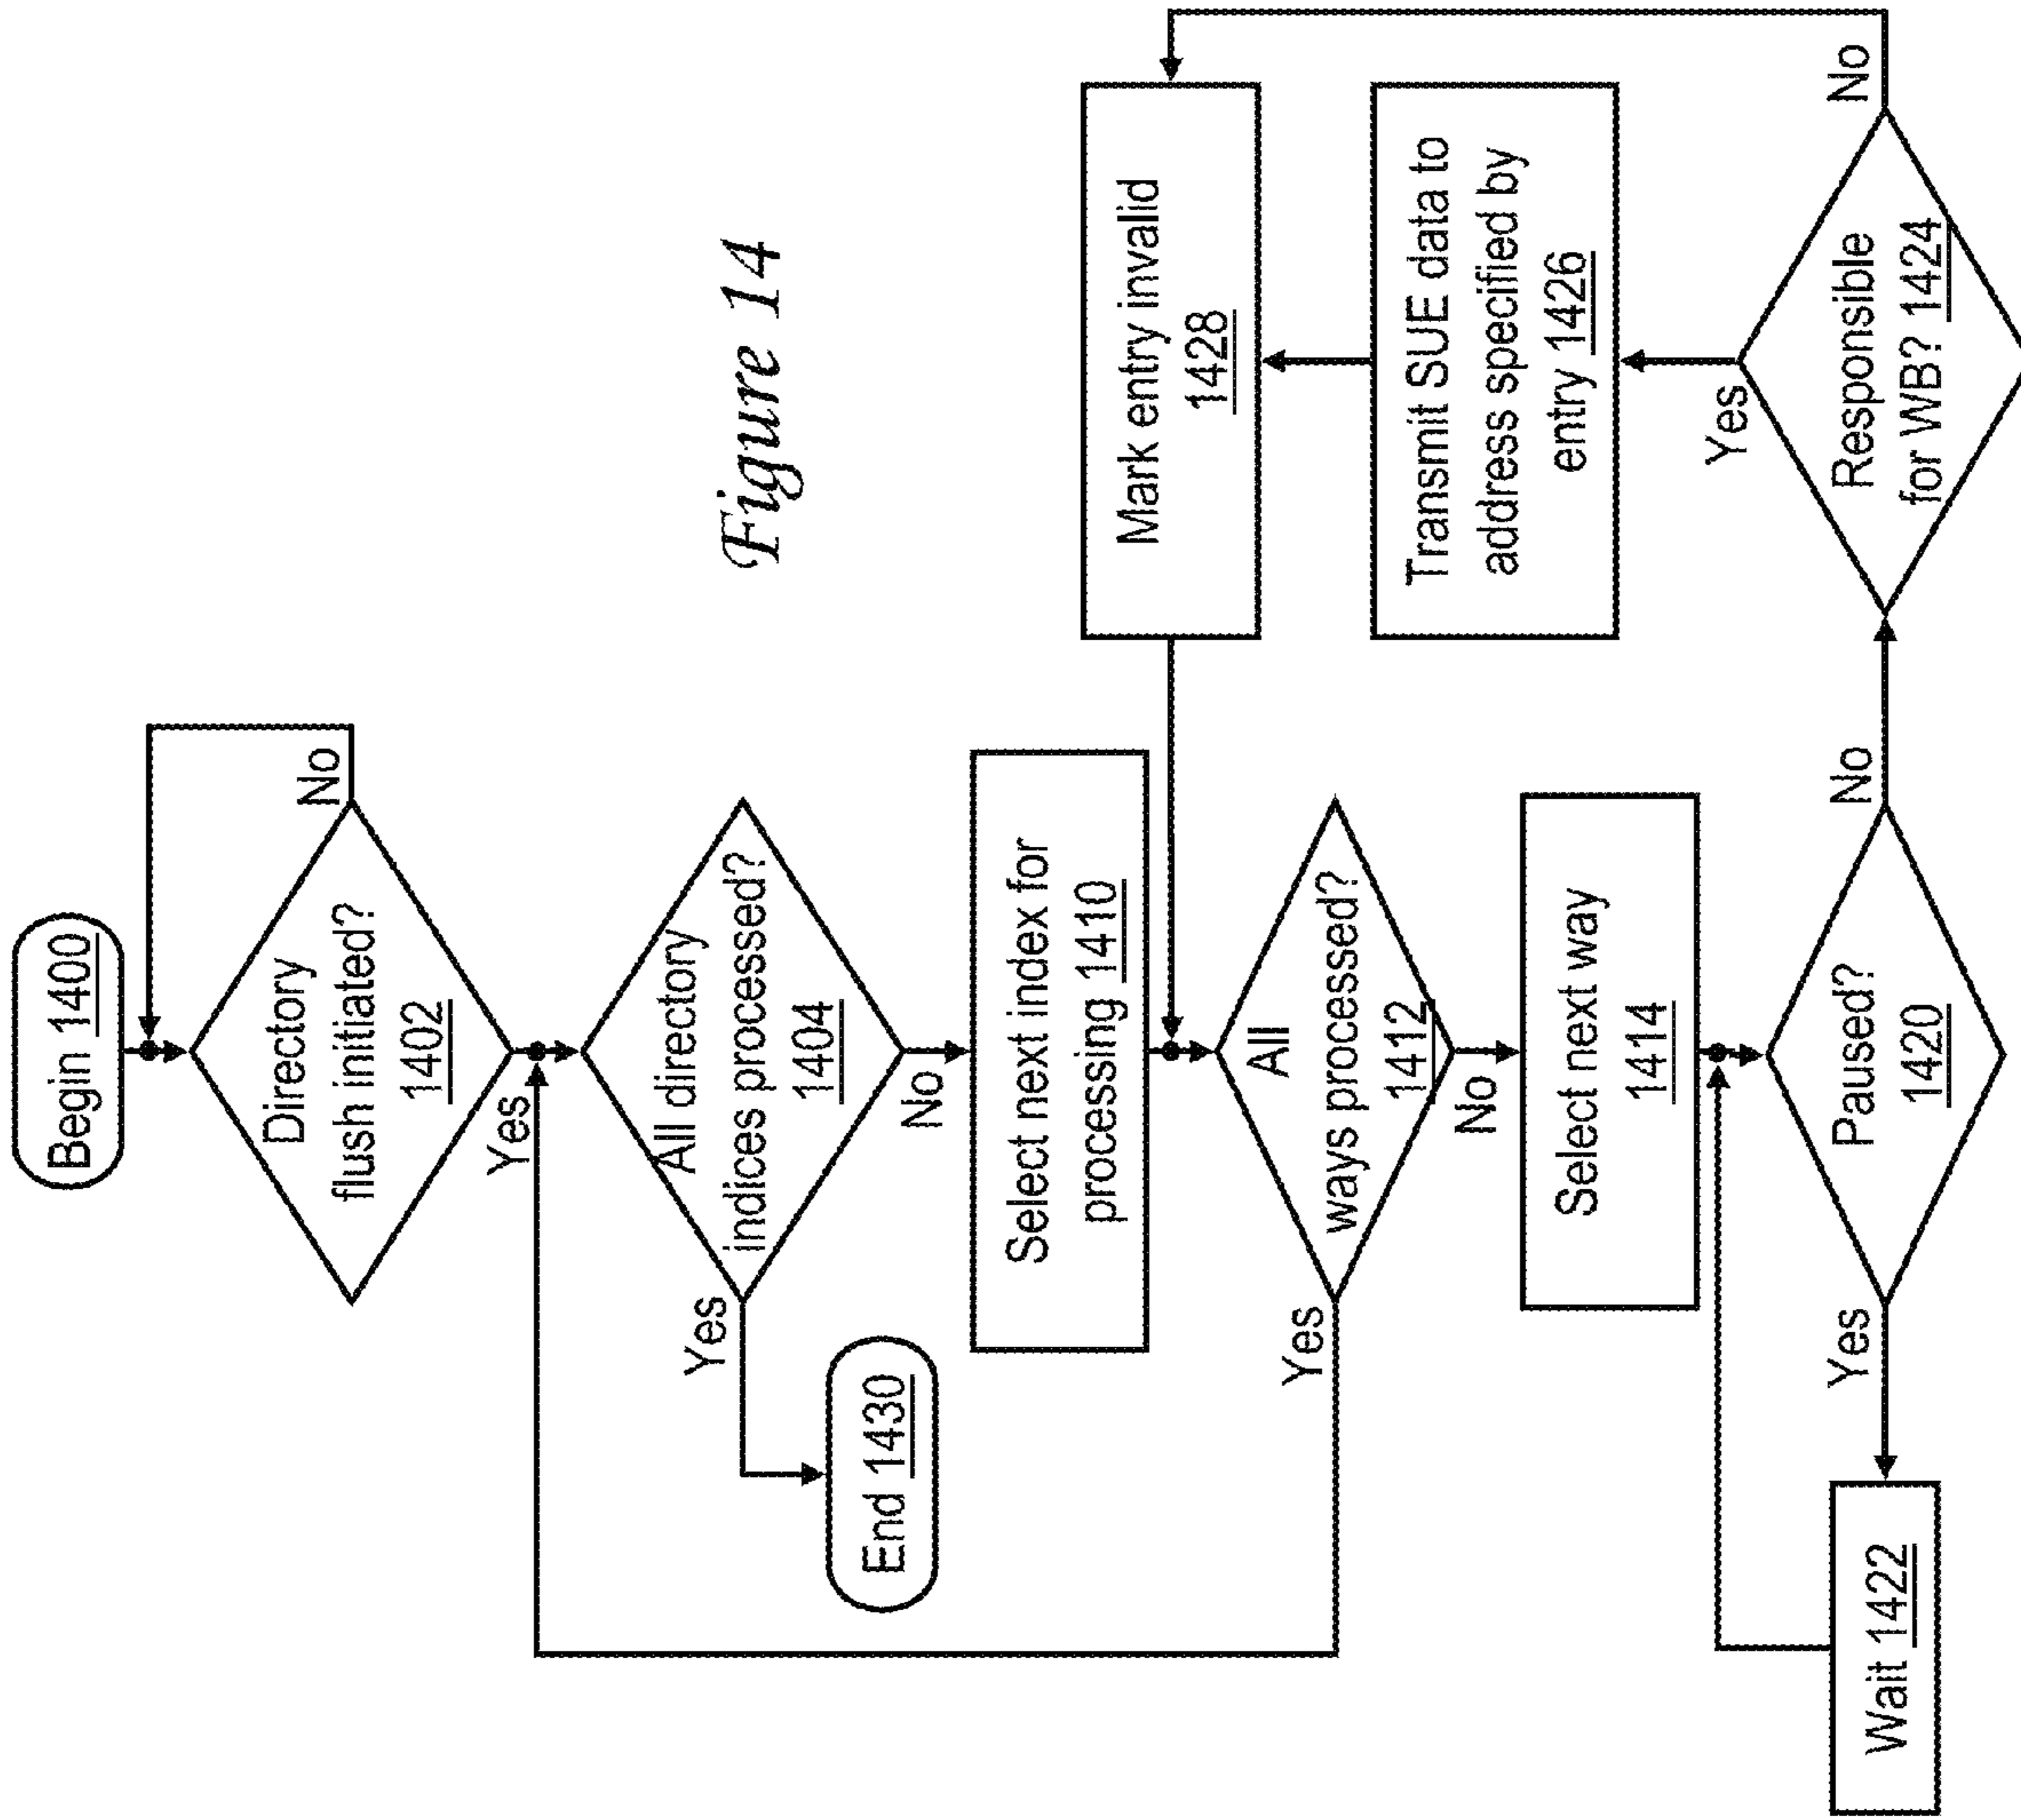 Begin 1400
Directory
flush initiated?
1402
No
Yes
All directory
indices processed?
1404
Yes
No
End 1430
Select next index for
processing 1410
All
ways processed?
1412
Yes
No
Select next way
1414
Paused?
1420
Yes
No
Wait 1422
Responsible
for WB? 1424
Yes
No
Transmit SUE data to
address specified by
entry 1426
Mark entry invalid
1428
Figure 14